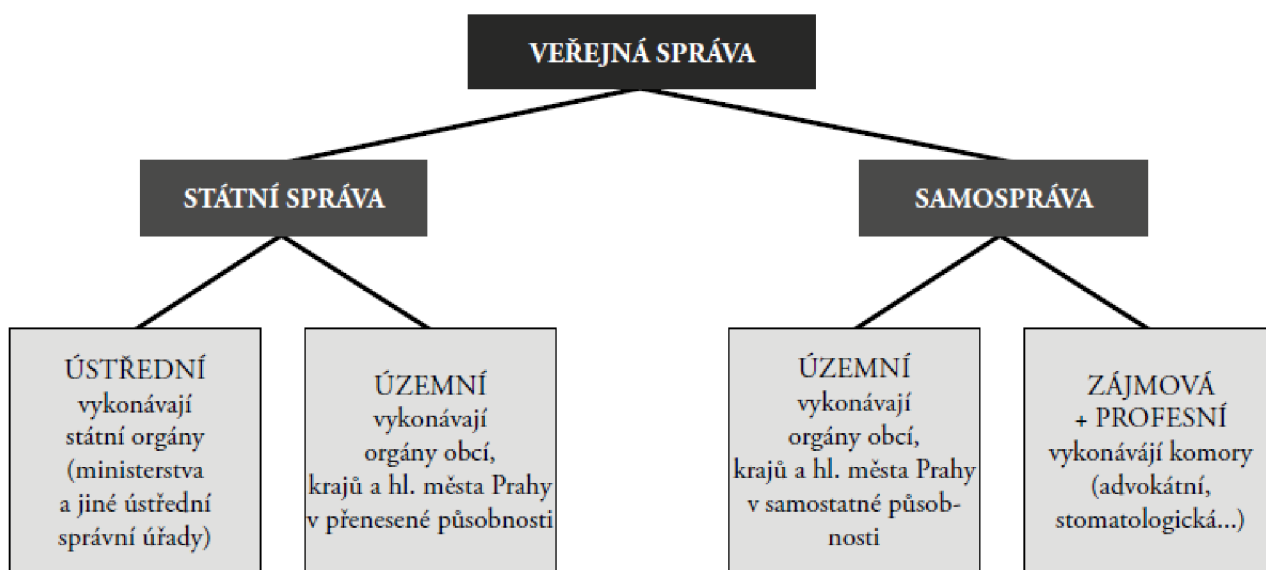 VEŘEJNÁ SPRÁVA
STÁTNÍ SPRÁVA
SAMOSPRÁVA
ÚSTŘEDNÍ
vykonávají
státní orgány
(ministerstva
a jiné ústřední
správní úřady)
ÚZEMNÍ
vykonávají
orgány obcí,
krajů a hl. města Prahy
v přenesené působnosti
ÚZEMNÍ
vykonávají
orgány obcí,
krajů a hl. města Prahy
v samostatné působ-
nosti
ZÁJMOVÁ
+ PROFESNÍ
vykonávájí komory
(advokátní,
stomatologická...)